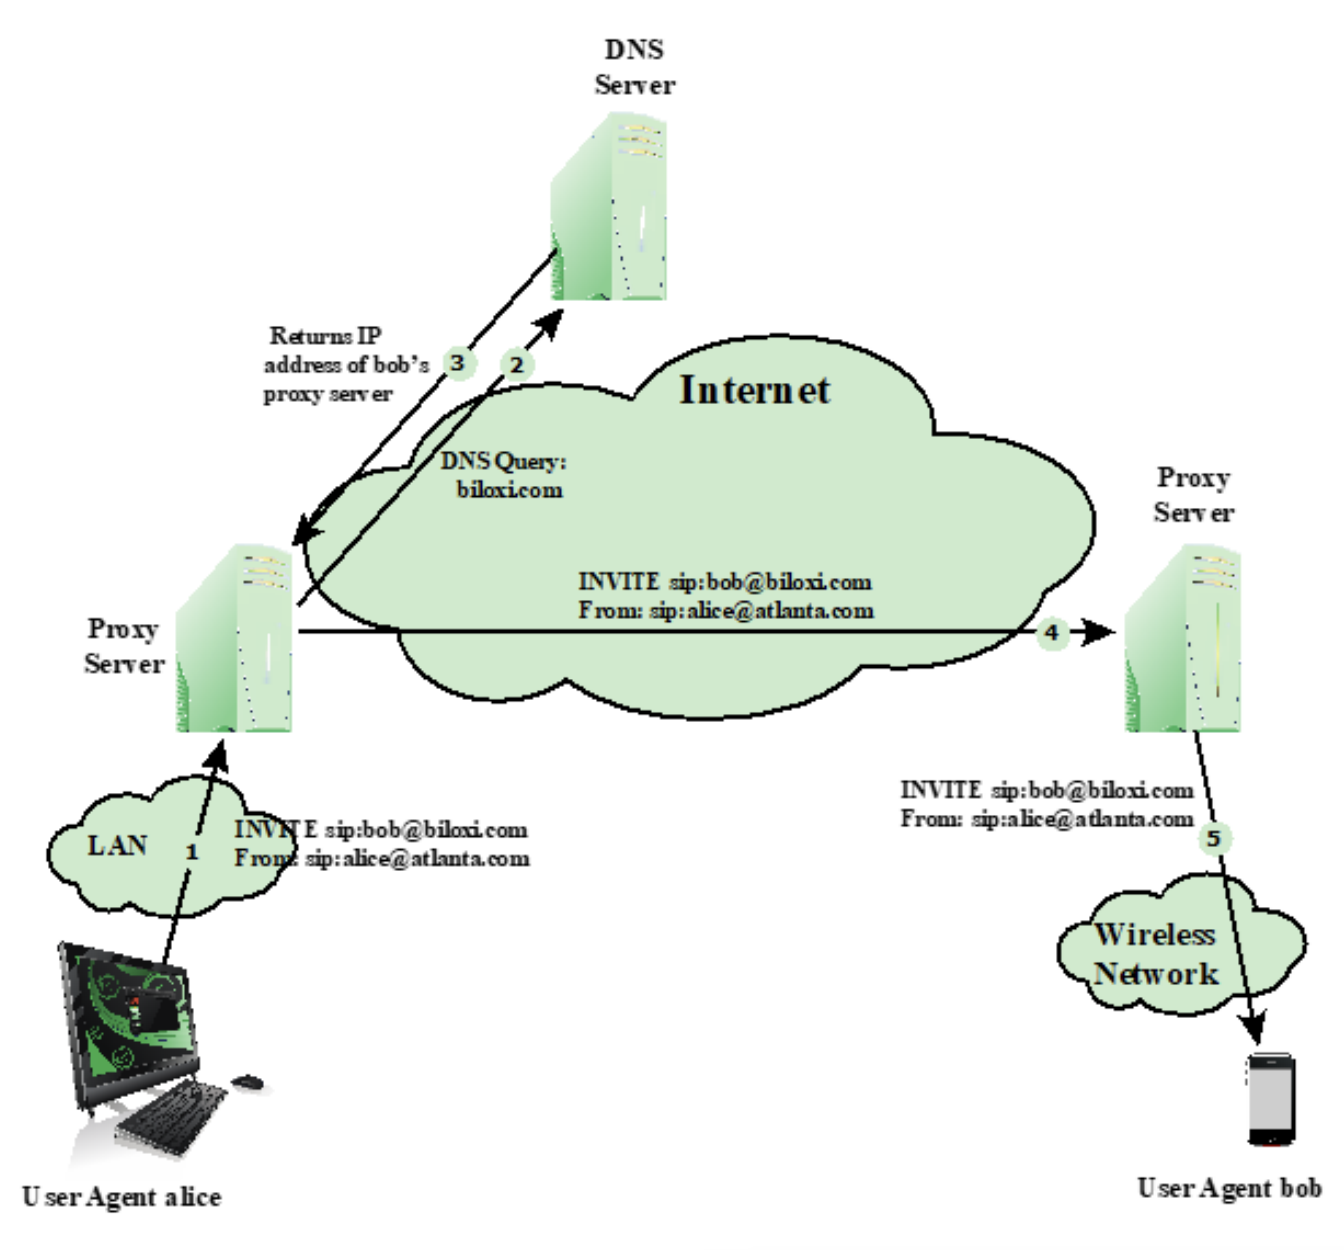 DNS
Server
Returns IP
address of bob's
proxy server
3
2
Internet
DNS Query:
biloxi.com
Proxy
Server
INVITE sip:bob@biloxi.com
From: sip:alice@atlanta.com
4
Proxy
Server
LAN
1
INVITE sip:bob@biloxi.com
From: sip:alice@atlanta.com
INVITE sip:bob@biloxi.com
From: sip:alice@atlanta.com
5
Wireless
Network
User Agent alice
User Agent bob